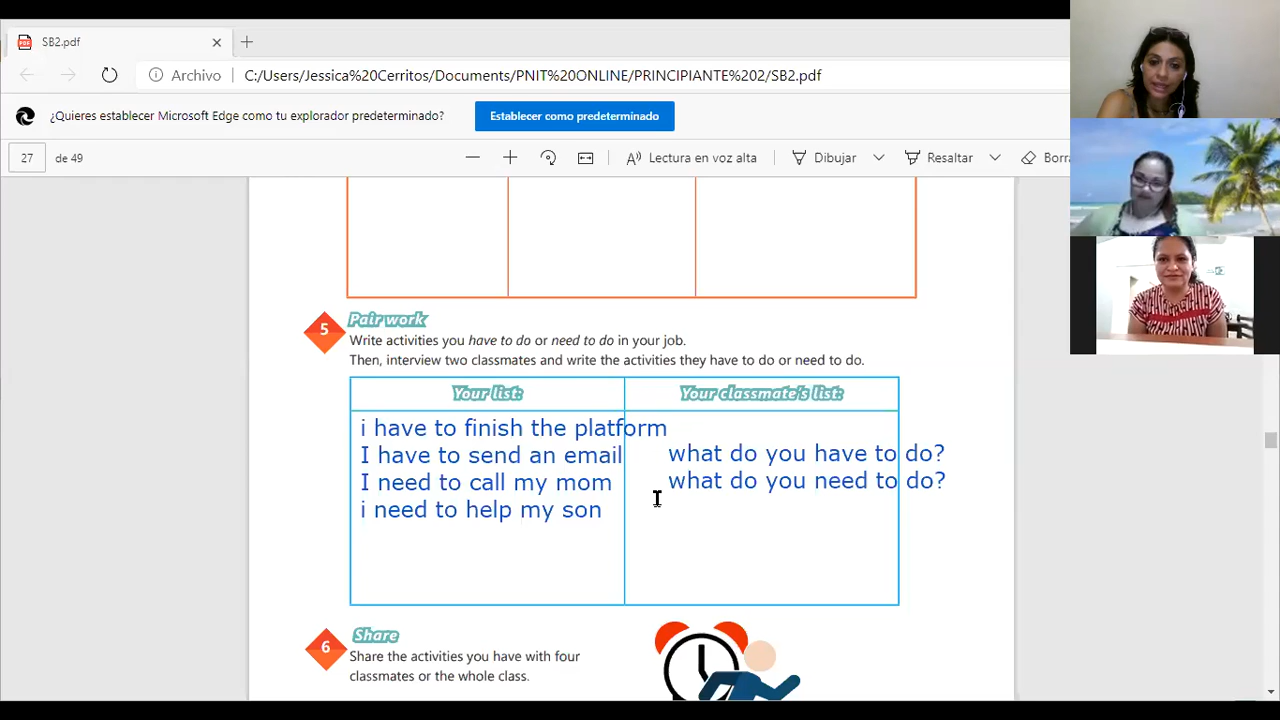 SB2.pdf
Archivo C:/Users/Jessica%20Cerritos/Documents/PNIT%20ONLINE/PRINCIPIANTE%202/SB2.pdf
¿Quieres establecer Microsoft Edge como tu explorador predeterminado? Establecer como predeterminado
27 de 49 Lectura en voz alta Dibujar Resaltar Borra
5 Pair work
Write activities you have to do or need to do in your job.
Then, interview two classmates and write the activities they have to do or need to do.
Your list: Your classmate's list:
i have to finish the platform
I have to send an email
I need to call my mom
i need to help my son
what do you have to do?
what do you need to do?
6 Share
Share the activities you have with four
classmates or the whole class.